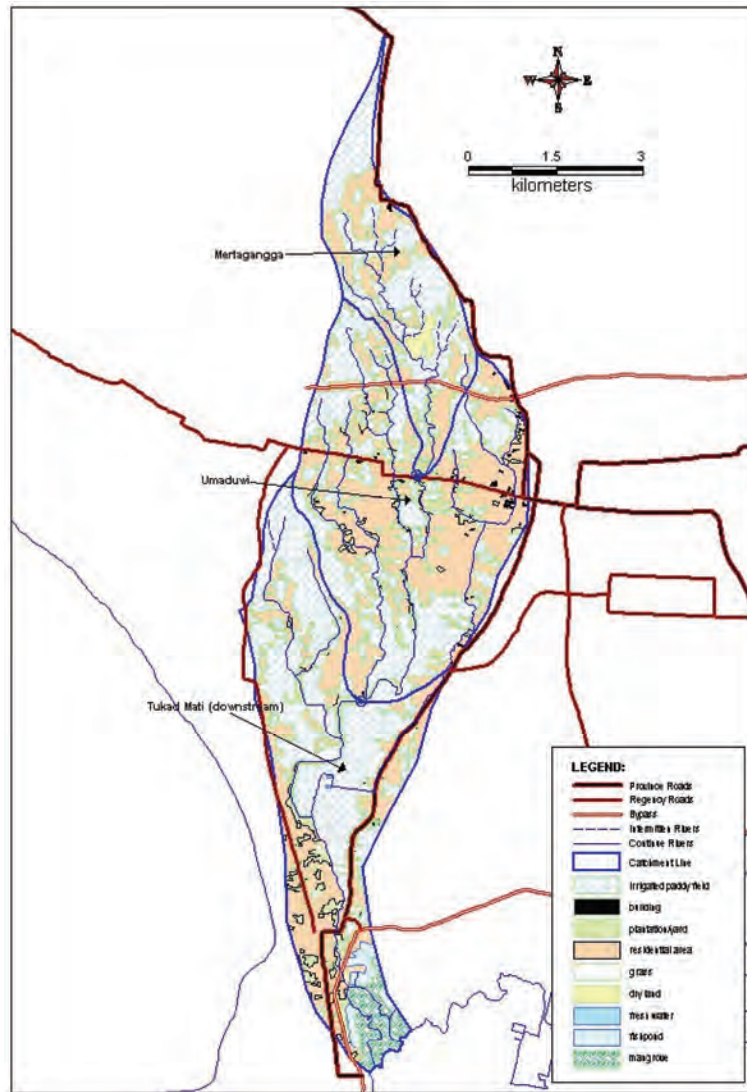 N
W E
S
0 1.5 3
kilometers
Mertagangga
Umaduwi
Tukad Mati (downstream)
LEGEND:
Province Roads
Regency Roads
Bypass
Intermitten Rivers
Continue Rivers
Catchment Line
irrigated paddy field
building
plantation/yard
residential area
grass
dry land
fresh water
fishpond
mangrove